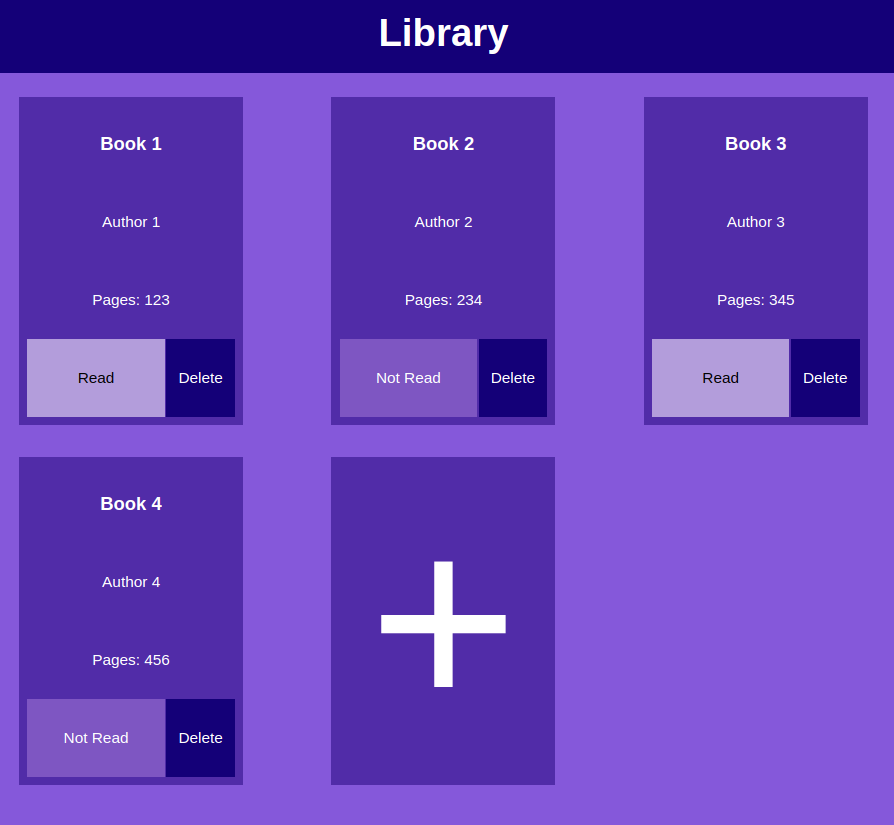 Library
Book 1
Author 1
Pages: 123
Read
Delete
Book 2
Author 2
Pages: 234
Not Read
Delete
Book 3
Author 3
Pages: 345
Read
Delete
Book 4
Author 4
Pages: 456
Not Read
Delete
+